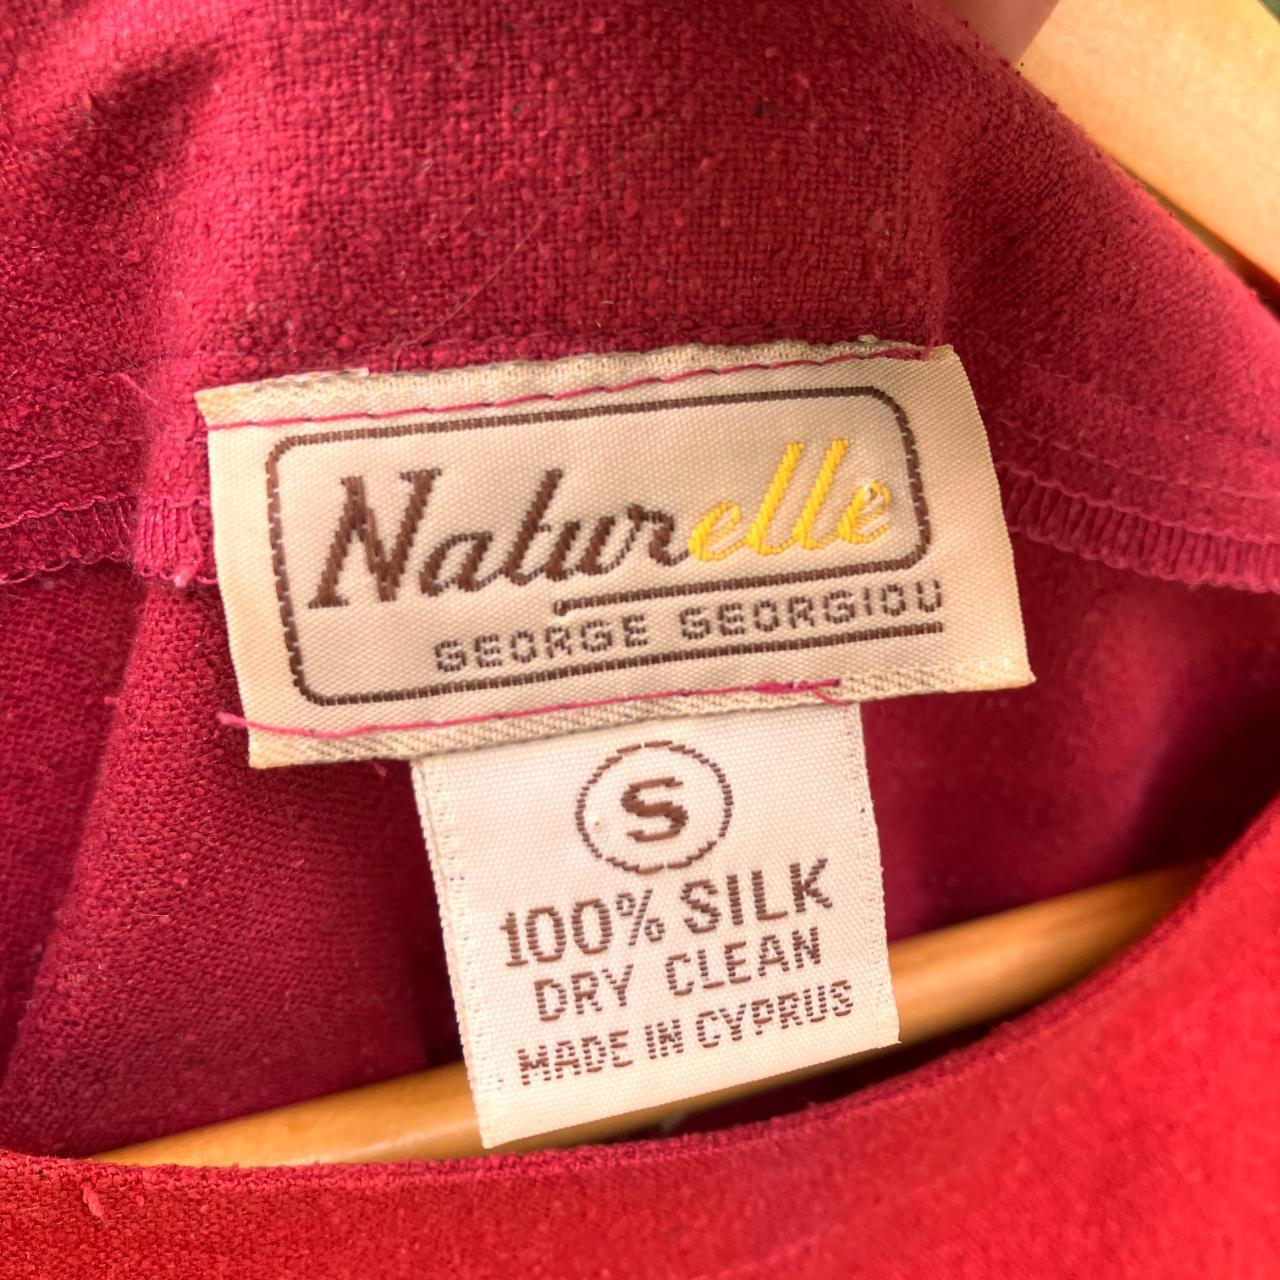 Naturelle
GEORGE GEORGIOU
S
100% SILK
DRY CLEAN
MADE IN CYPRUS